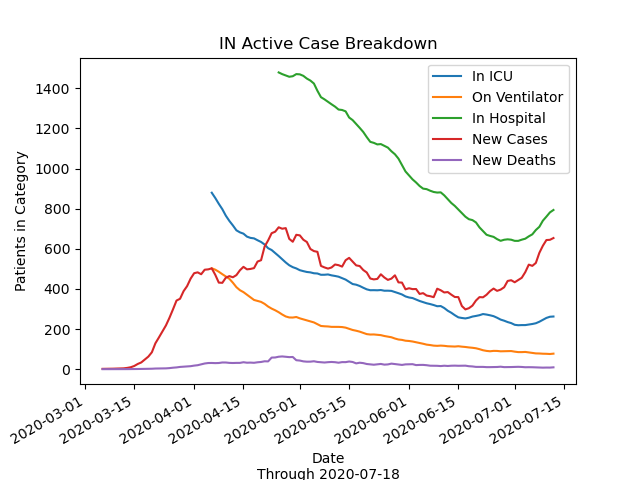 IN Active Case Breakdown
In ICU
On Ventilator
In Hospital
New Cases
New Deaths
Patients in Category
1400
1200
1000
800
600
400
200
0
2020-03-01
2020-03-15
2020-04-01
2020-04-15
2020-05-01
2020-05-15
2020-06-01
2020-06-15
2020-07-01
2020-07-15
Date
Through 2020-07-18